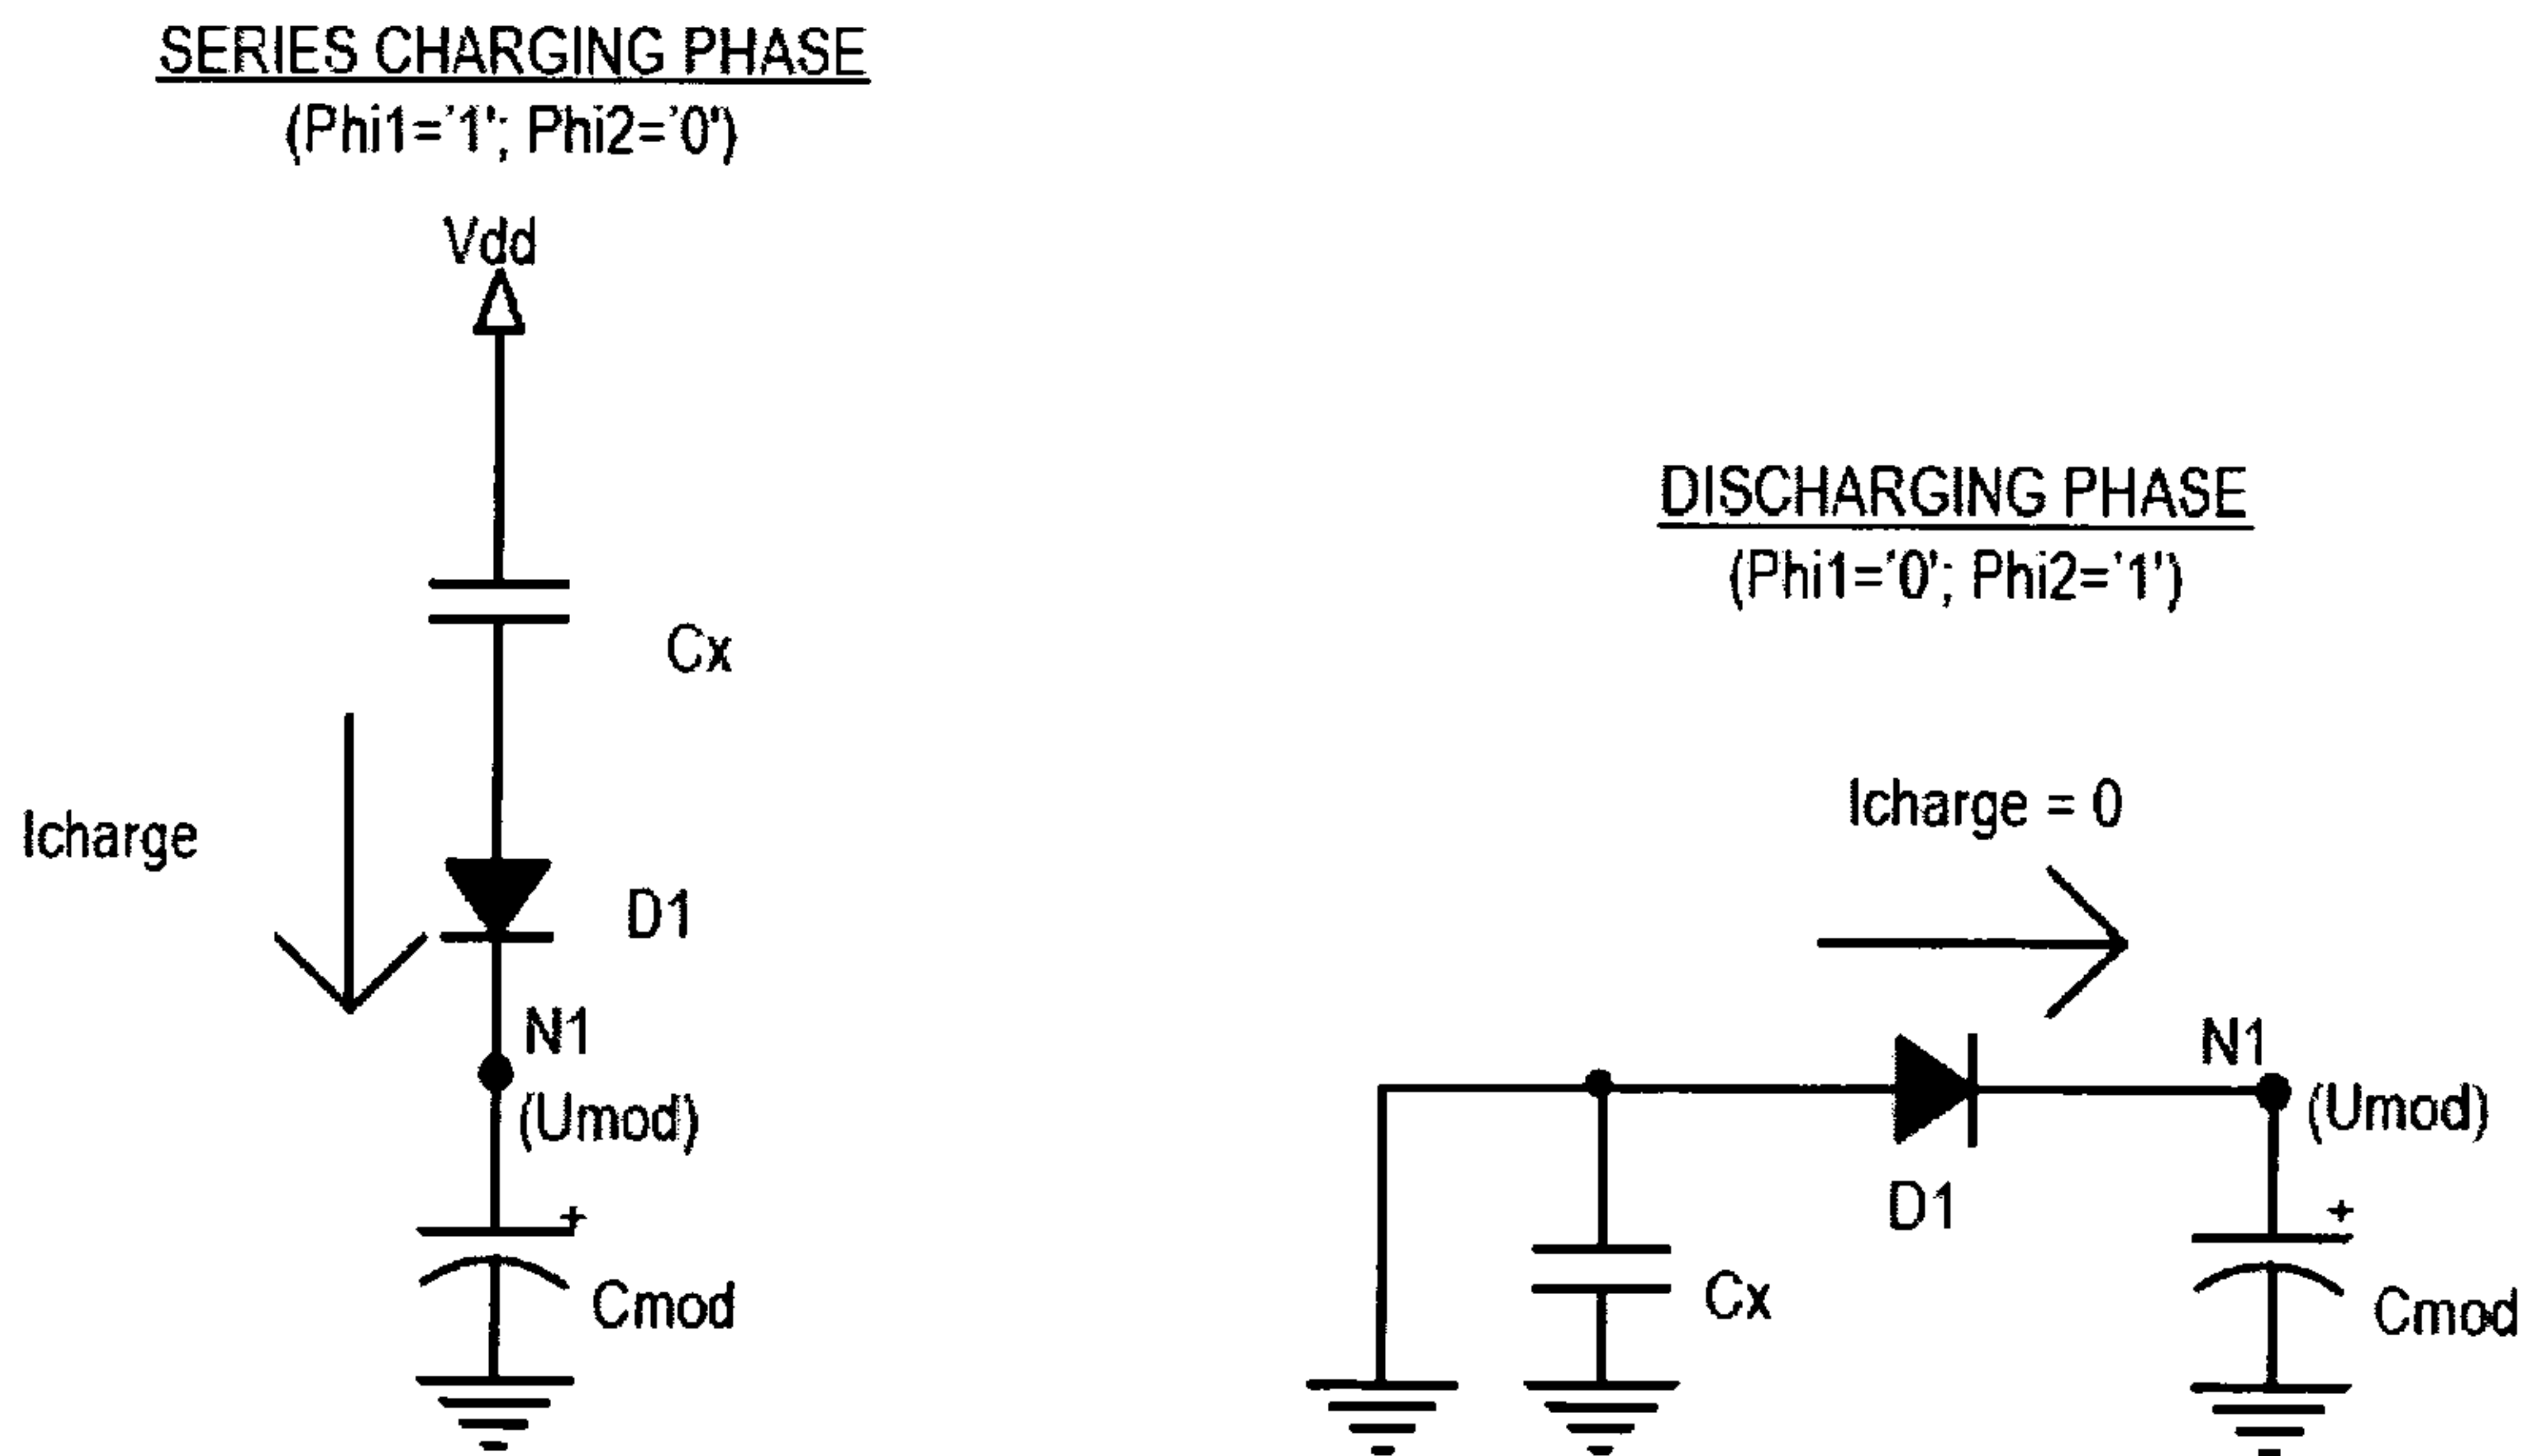 SERIES CHARGING PHASE
(Phi1='1'; Phi2='0')
Vdd
Cx
Icharge
D1
N1
(Umod)
+
Cmod
DISCHARGING PHASE
(Phi1='0'; Phi2='1')
Icharge = 0
N1
(Umod)
D1
+
Cx
Cmod